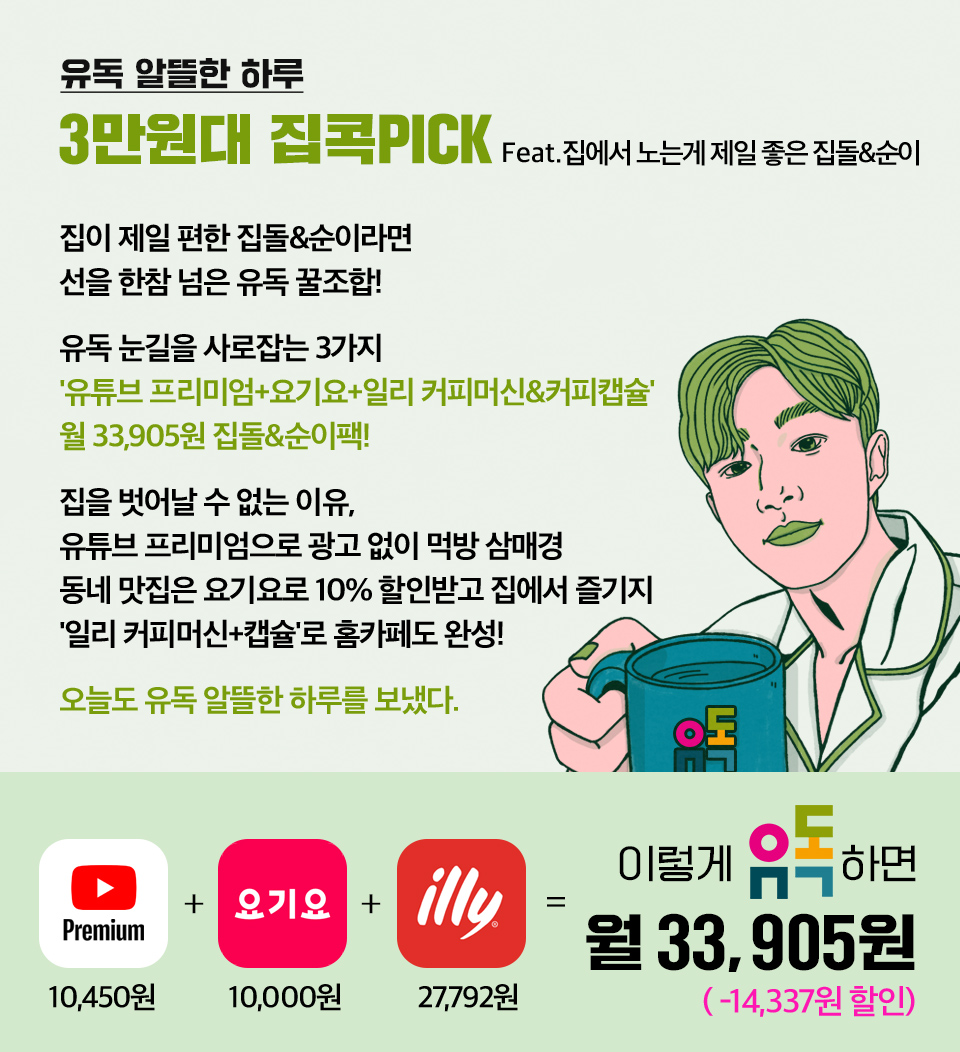 유독 알뜰한 하루
3만원대 집콕PICK Feat.집에서 노는게 제일 좋은 집돌&순이
집이 제일 편한 집돌&순이라면
선을 한참 넘은 유독 꿀조합!
유독 눈길을 사로잡는 3가지
'유튜브 프리미엄+요기요+일리 커피머신&커피캡슐'
월 33,905원 집돌&순이팩!
집을 벗어날 수 없는 이유,
유튜브 프리미엄으로 광고 없이 먹방 삼매경
동네 맛집은 요기요로 10% 할인받고 집에서 즐기지
'일리 커피머신+캡슐'로 홈카페도 완성!
오늘도 유독 알뜰한 하루를 보냈다.
유독
Premium + 요기요 + illy® =
10,450원 10,000원 27,792원
이렇게 유독 하면
월 33,905원
( -14,337원 할인)